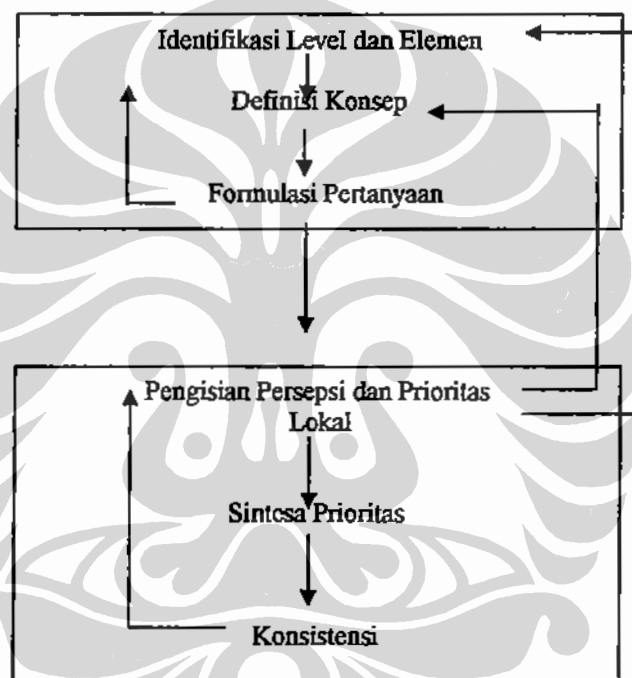 Identifikasi Level dan Elemen
Definisi Konsep
Formulasi Pertanyaan
Pengisian Persepsi dan Prioritas
Lokal
Sintesa Prioritas
Konsistensi